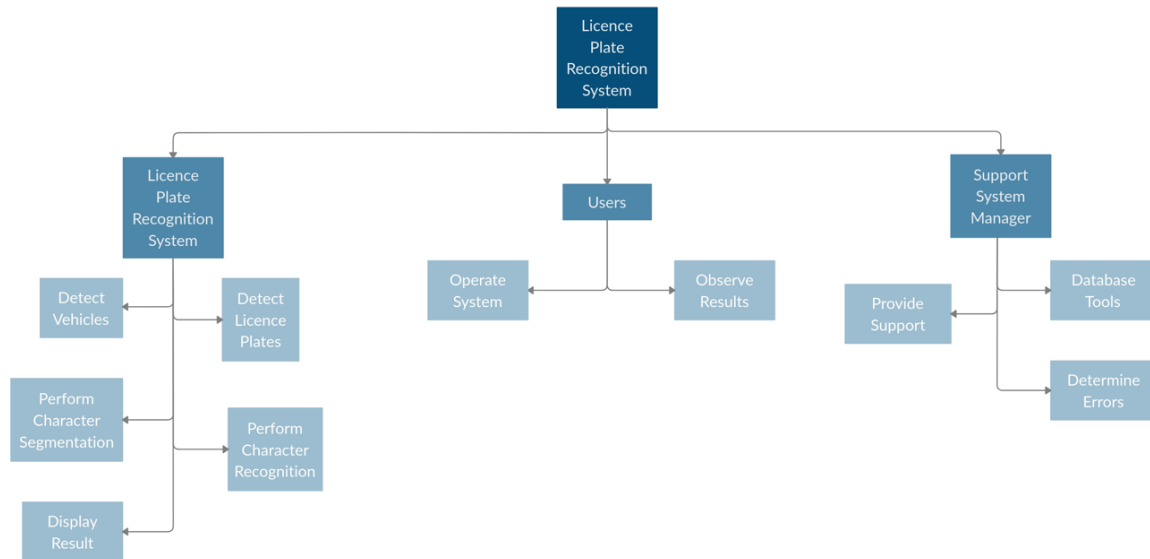 Licence
Plate
Recognition
System
Licence
Plate
Recognition
System
Users
Support
System
Manager
Detect
Vehicles
Detect
Licence
Plates
Perform
Character
Segmentation
Perform
Character
Recognition
Display
Result
Operate
System
Observe
Results
Provide
Support
Database
Tools
Determine
Errors